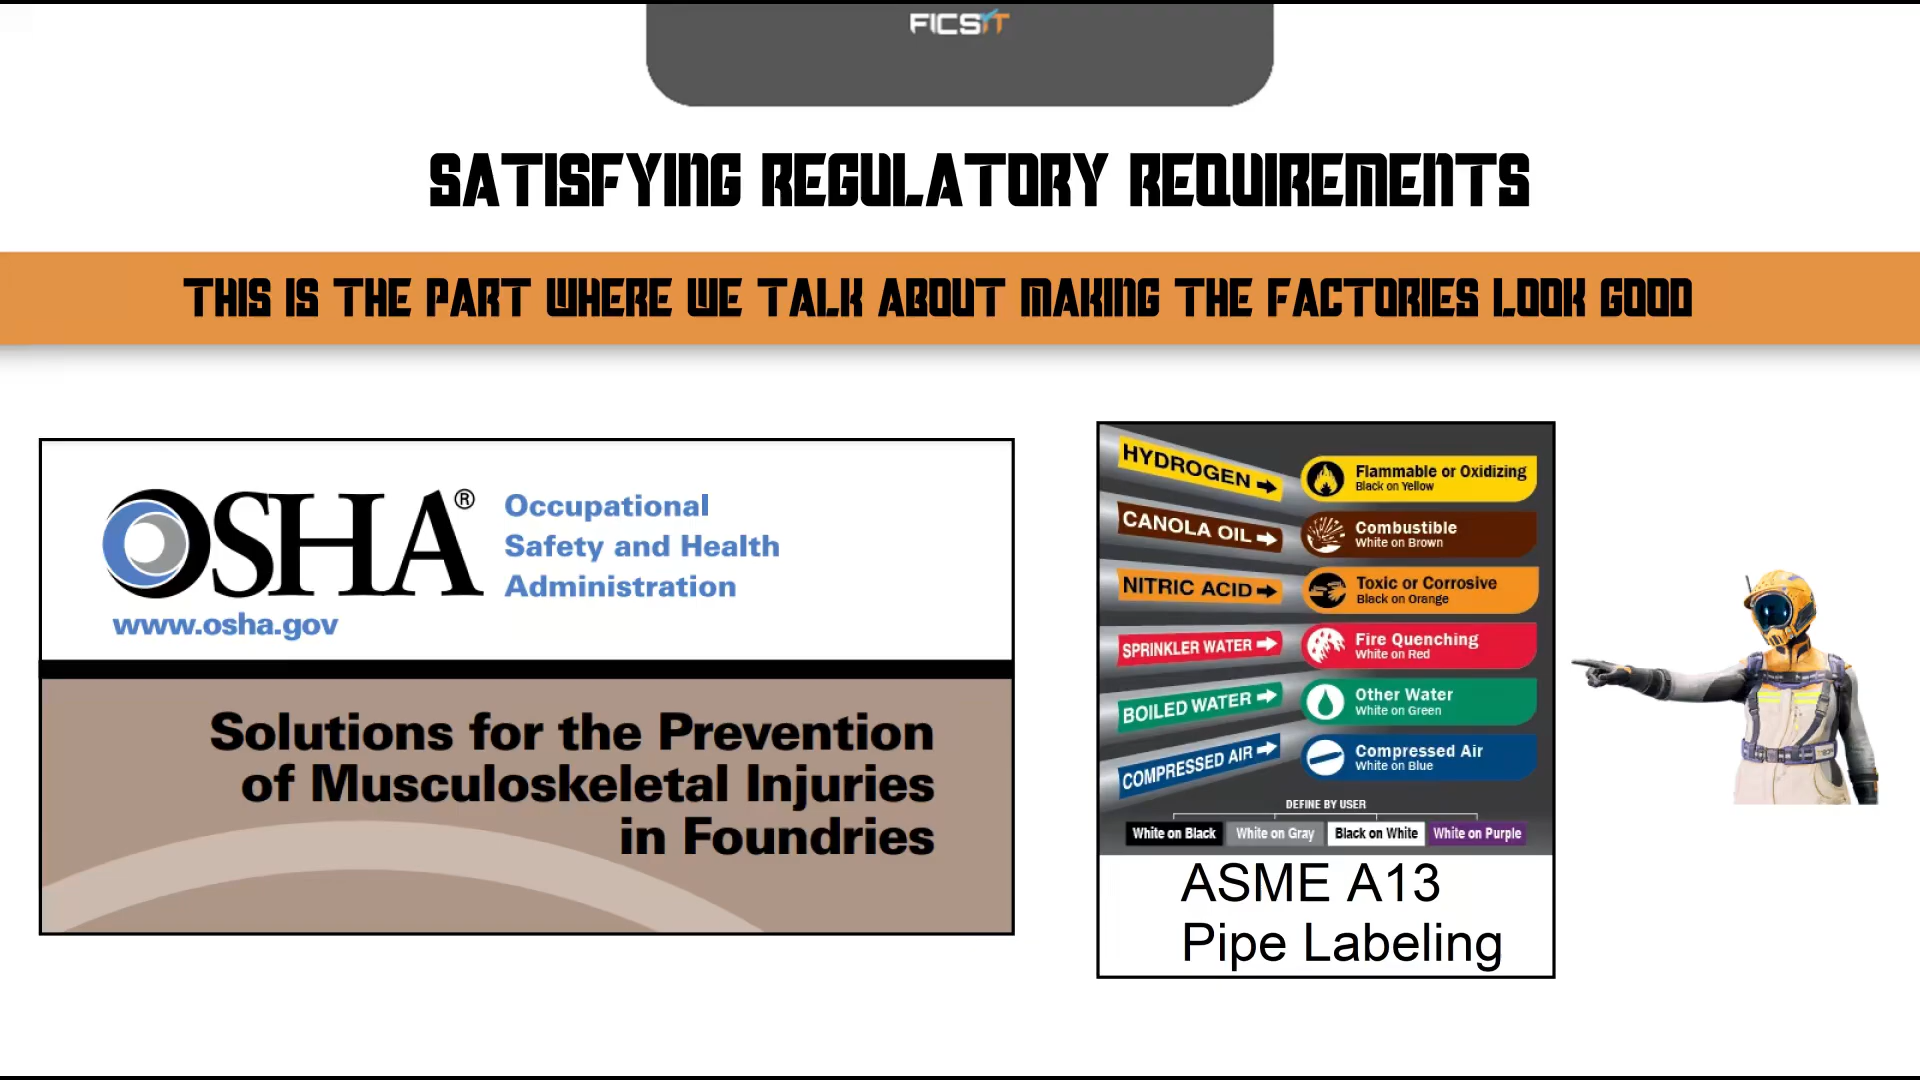 FICSIT
SATISFYING REGULATORY REQUIREMENTS
THIS IS THE PART WHERE WE TALK ABOUT MAKING THE FACTORIES LOOK GOOD
OSHA®
Occupational
Safety and Health
Administration
www.osha.gov
Solutions for the Prevention
of Musculoskeletal Injuries
in Foundries
HYDROGEN
Flammable or Oxidizing
Black on Yellow
CANOLA OIL
Combustible
White on Brown
NITRIC ACID
Toxic or Corrosive
Black on Orange
SPRINKLER WATER
Fire Quenching
White on Red
BOILED WATER
Other Water
White on Green
COMPRESSED AIR
Compressed Air
White on Blue
DEFINE BY USER
White on Black White on Gray Black on White White on Purple
ASME A13
Pipe Labeling